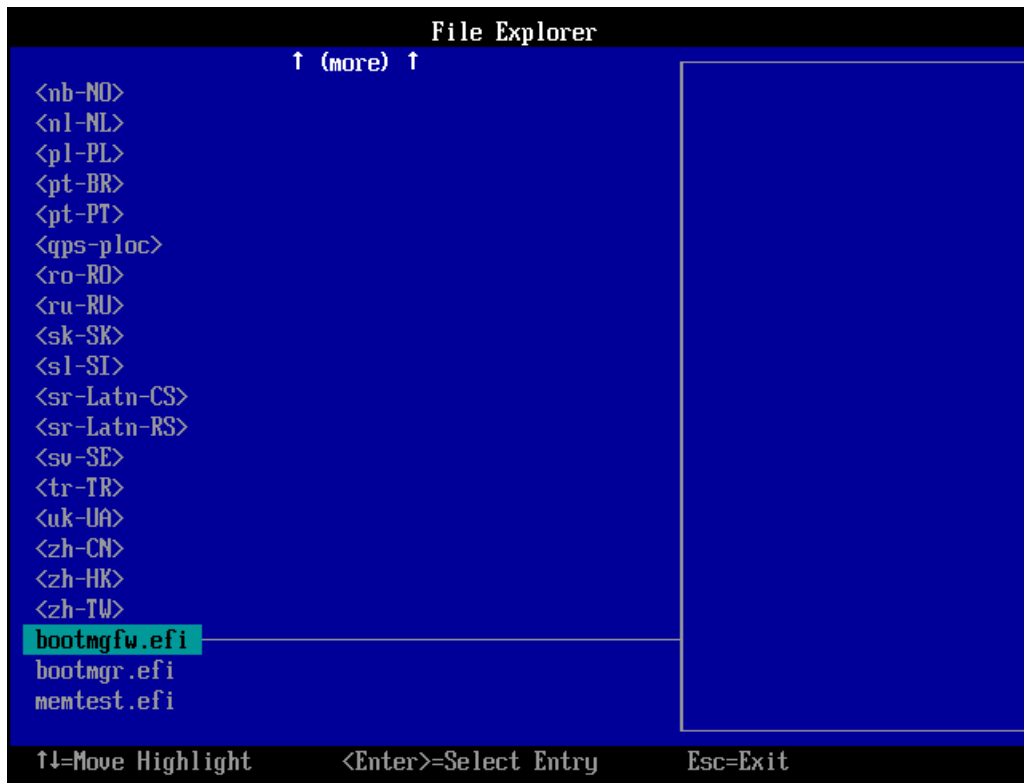 File Explorer
↑ (more) ↑
<nb-NO>
<nl-NL>
<pl-PL>
<pt-BR>
<pt-PT>
<qps-ploc>
<ro-RO>
<ru-RU>
<sk-SK>
<sl-SI>
<sr-Latn-CS>
<sr-Latn-RS>
<sv-SE>
<tr-TR>
<uk-UA>
<zh-CN>
<zh-HK>
<zh-TW>
bootmgfw.efi
bootmgr.efi
memtest.efi
↑↓=Move Highlight <Enter>=Select Entry Esc=Exit